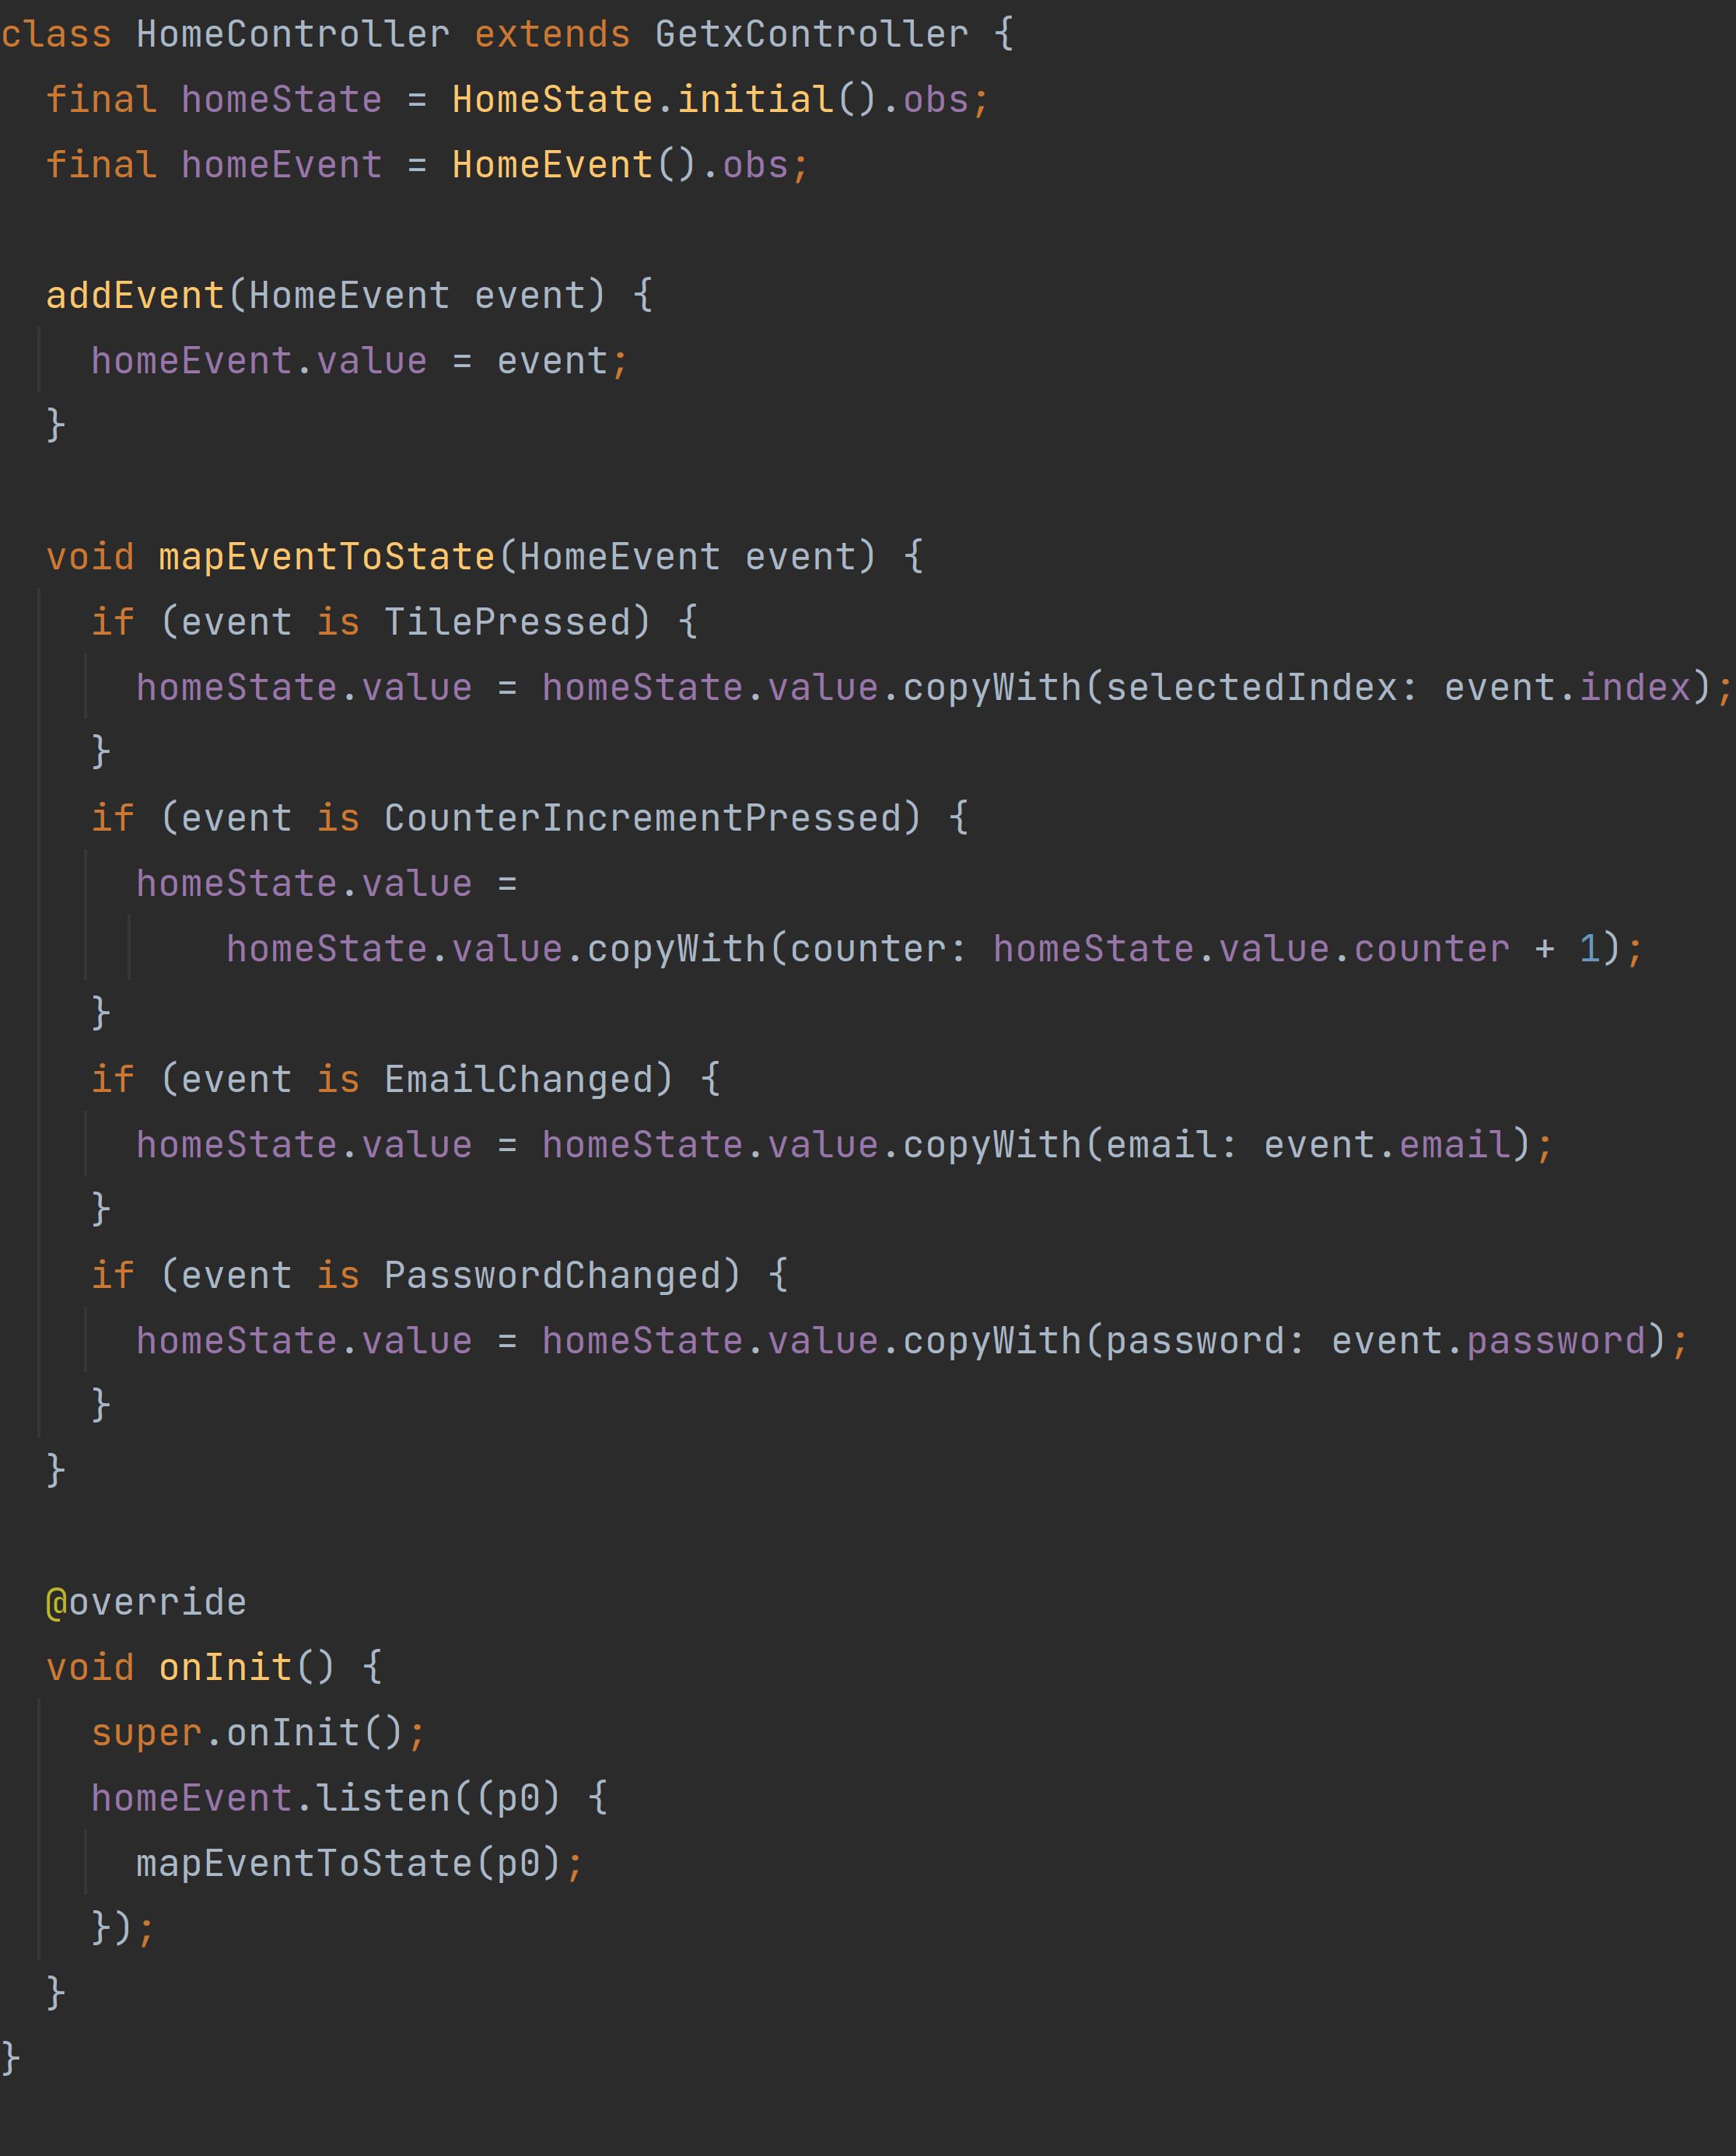 class HomeController extends GetxController {
  final homeState = HomeState.initial().obs;
  final homeEvent = HomeEvent().obs;

  addEvent(HomeEvent event) {
    homeEvent.value = event;
  }

  void mapEventToState(HomeEvent event) {
    if (event is TilePressed) {
      homeState.value = homeState.value.copyWith(selectedIndex: event.index);
    }
    if (event is CounterIncrementPressed) {
      homeState.value =
          homeState.value.copyWith(counter: homeState.value.counter + 1);
    }
    if (event is EmailChanged) {
      homeState.value = homeState.value.copyWith(email: event.email);
    }
    if (event is PasswordChanged) {
      homeState.value = homeState.value.copyWith(password: event.password);
    }
  }

  @override
  void onInit() {
    super.onInit();
    homeEvent.listen((p0) {
      mapEventToState(p0);
    });
  }
}